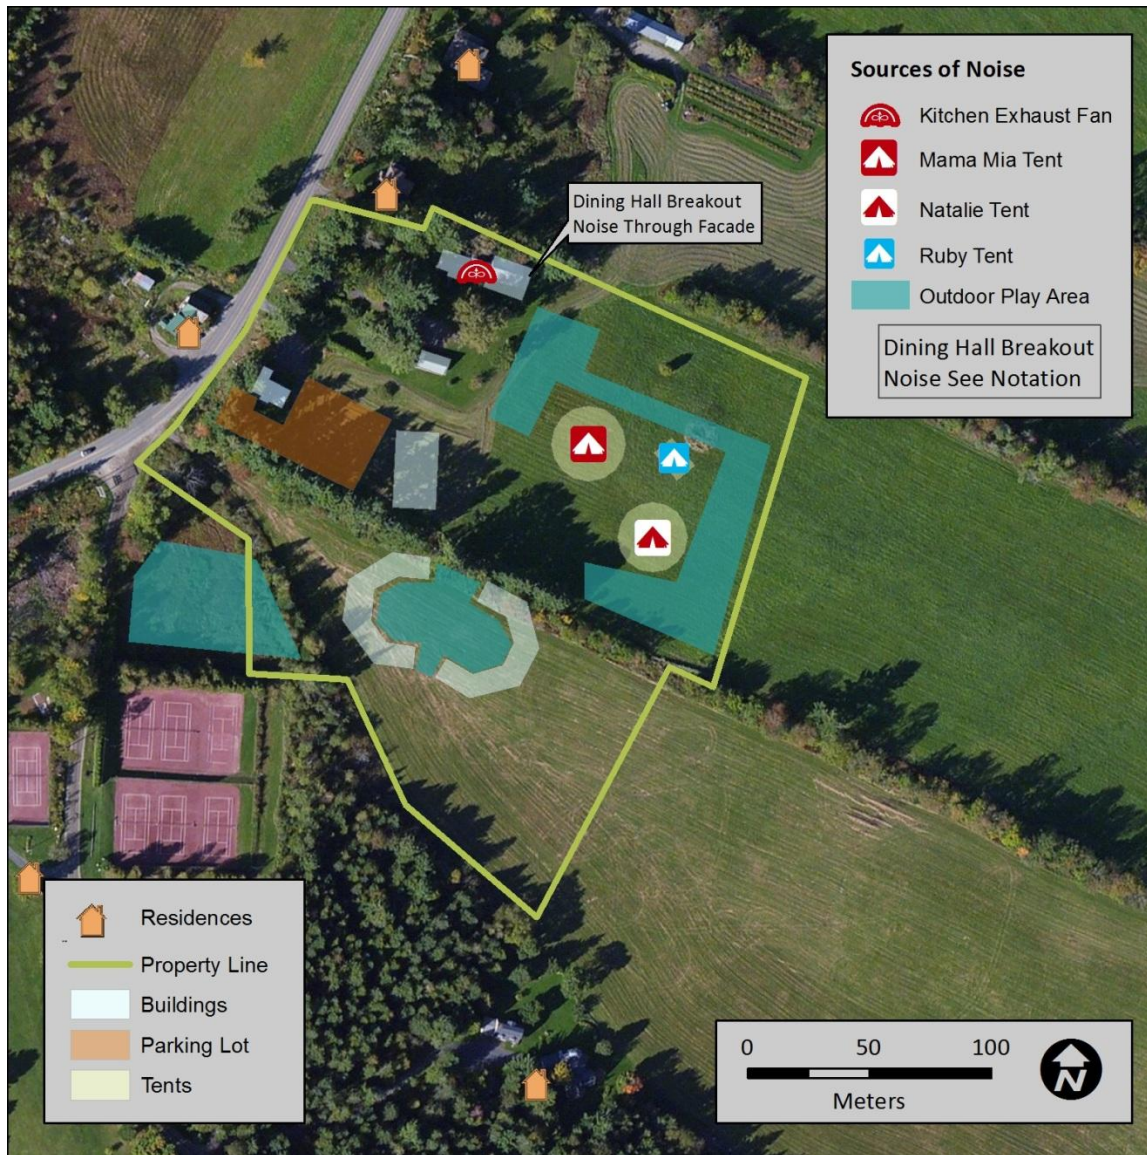 Sources of Noise
Kitchen Exhaust Fan
Mama Mia Tent
Natalie Tent
Ruby Tent
Outdoor Play Area
Dining Hall Breakout
Noise See Notation
Dining Hall Breakout
Noise Through Facade
Residences
Property Line
Buildings
Parking Lot
Tents
0 50 100
Meters
N